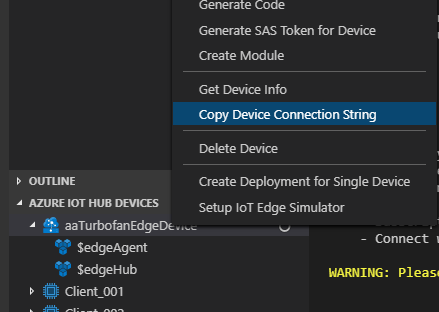 Generate Code
Generate SAS Token for Device
Create Module
Get Device Info
Copy Device Connection String
Delete Device
Create Deployment for Single Device
Setup IoT Edge Simulator
OUTLINE
AZURE IOT HUB DEVICES
aaTurbofanEdgeDevice
$edgeAgent
$edgeHub
Client_001
- Connect
WARNING: Pleas